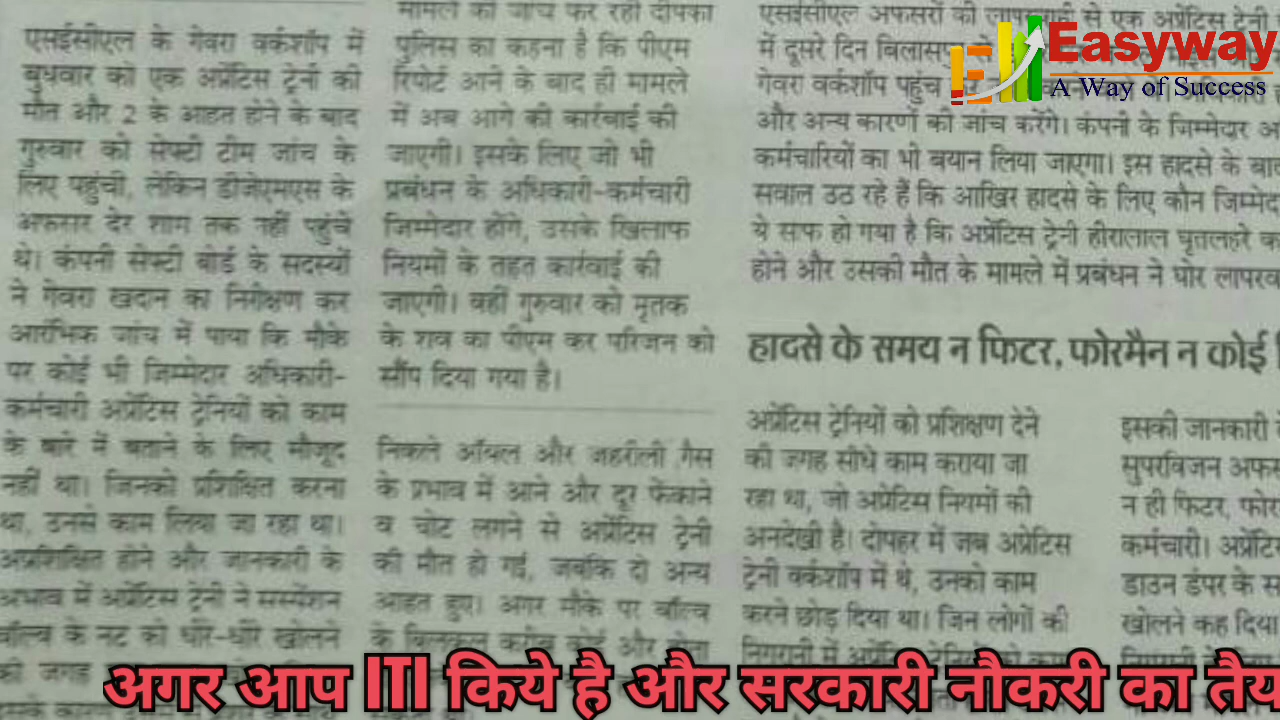 एसईसीएल के गेवरा वर्कशॉप में
बुधवार को एक अप्रेंटिस ट्रेनी की
मौत और 2 के आहत होने के बाद
गुरुवार को सेफ्टी टीम जांच के
लिए पहुंची, लेकिन डीजेएमएस के
अफसर देर शाम तक नहीं पहुंचे
थे। कंपनी सेफ्टी बोर्ड के सदस्यों
ने गेवरा खदान का निरीक्षण कर
आरंभिक जांच में पाया कि मौके
पर कोई भी जिम्मेदार अधिकारी-
कर्मचारी अप्रेंटिस ट्रेनियों को काम
के बारे में बताने के लिए मौजूद
नहीं था। जिनको प्रशिक्षित करना
था, उनसे काम लिया जा रहा था।
अप्रशिक्षित होने और जानकारी के
अभाव में अप्रेंटिस ट्रेनी ने सस्पेंशन
वॉल्व के नट को धीरे-धीरे खोलने
की जगह
मामले की जांच कर रही दीपका
पुलिस का कहना है कि पीएम
रिपोर्ट आने के बाद ही मामले
में अब आगे की कार्रवाई की
जाएगी। इसके लिए जो भी
प्रबंधन के अधिकारी-कर्मचारी
जिम्मेदार होंगे, उसके खिलाफ
नियमों के तहत कार्रवाई की
जाएगी। वहीं गुरुवार को मृतक
के शव का पीएम कर परिजन को
सौंप दिया गया है।
निकले ऑयल और जहरीली गैस
के प्रभाव में आने और दूर फेंकाने
व चोट लगने से अप्रेंटिस ट्रेनी
की मौत हो गई, जबकि दो अन्य
आहत हुए। अगर मौके पर वॉल्व
के बिलकुल करीब कोई और होता
एसईसीएल अफसरों की लापरवाही से एक अप्रेंटिस ट्रेनी
में दूसरे दिन बिलासपुर से
गेवरा वर्कशॉप पहुंच कर
और अन्य कारणों की जांच करेंगे। कंपनी के जिम्मेदार
कर्मचारियों का भी बयान लिया जाएगा। इस हादसे के
सवाल उठ रहे हैं कि आखिर हादसे के लिए कौन
ये साफ हो गया है कि अप्रेंटिस ट्रेनी हीरालाल घृतलहरे
होने और उसकी मौत के मामले में प्रबंधन ने घोर
हादसे के समय न फिटर, फोरमैन न कोई
अप्रेंटिस ट्रेनियों को प्रशिक्षण देने
की जगह सीधे काम कराया जा
रहा था, जो अप्रेंटिस नियमों की
अनदेखी है। दोपहर में जब अप्रेंटिस
ट्रेनी वर्कशॉप में थे, उनको काम
करने छोड़ दिया था। जिन लोगों की
निगरानी में
इसकी जानकारी
सुपरविजन
न ही फिटर,
कर्मचारी।
डाउन डंपर के
खोलने कह दिया
Easyway
A Way of Success
अगर आप ITI किये है और सरकारी नौकरी का तैय